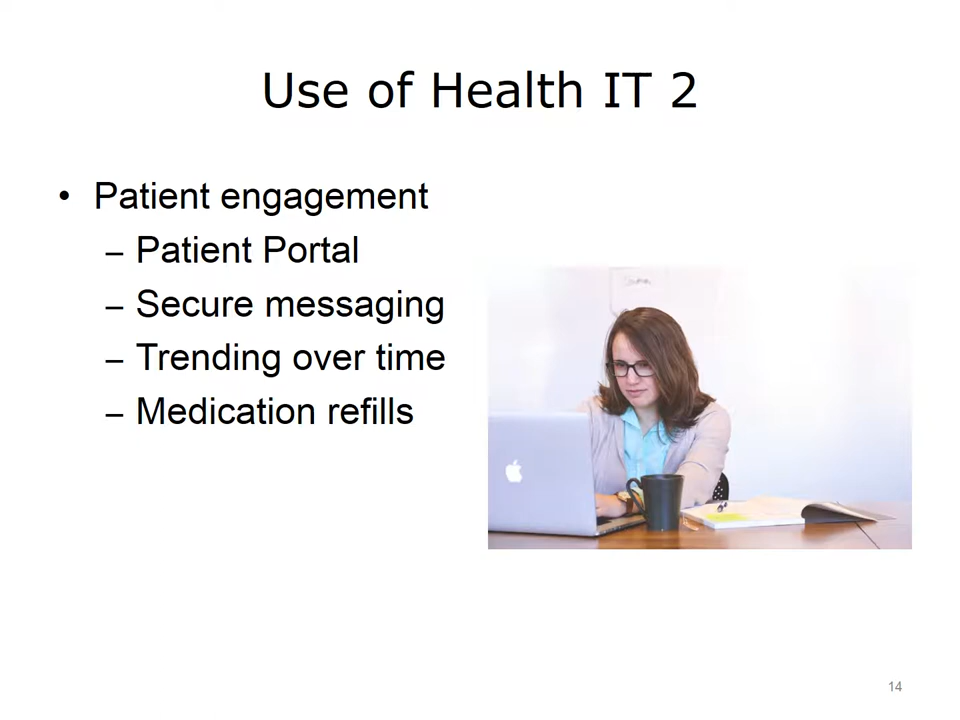 Use of Health IT 2
• Patient engagement
– Patient Portal
– Secure messaging
– Trending over time
– Medication refills
14